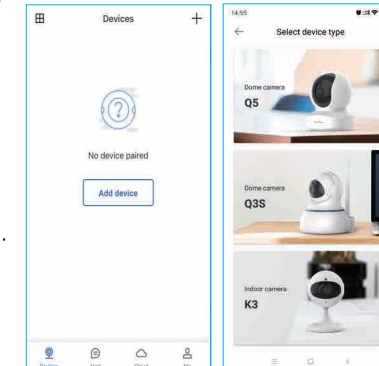 Devices
No device paired
Add device
Devices
Cloud
Me
14:59
Select device type
Dome camera
Q5
Dome camera
Q3S
Indoor camera
K3